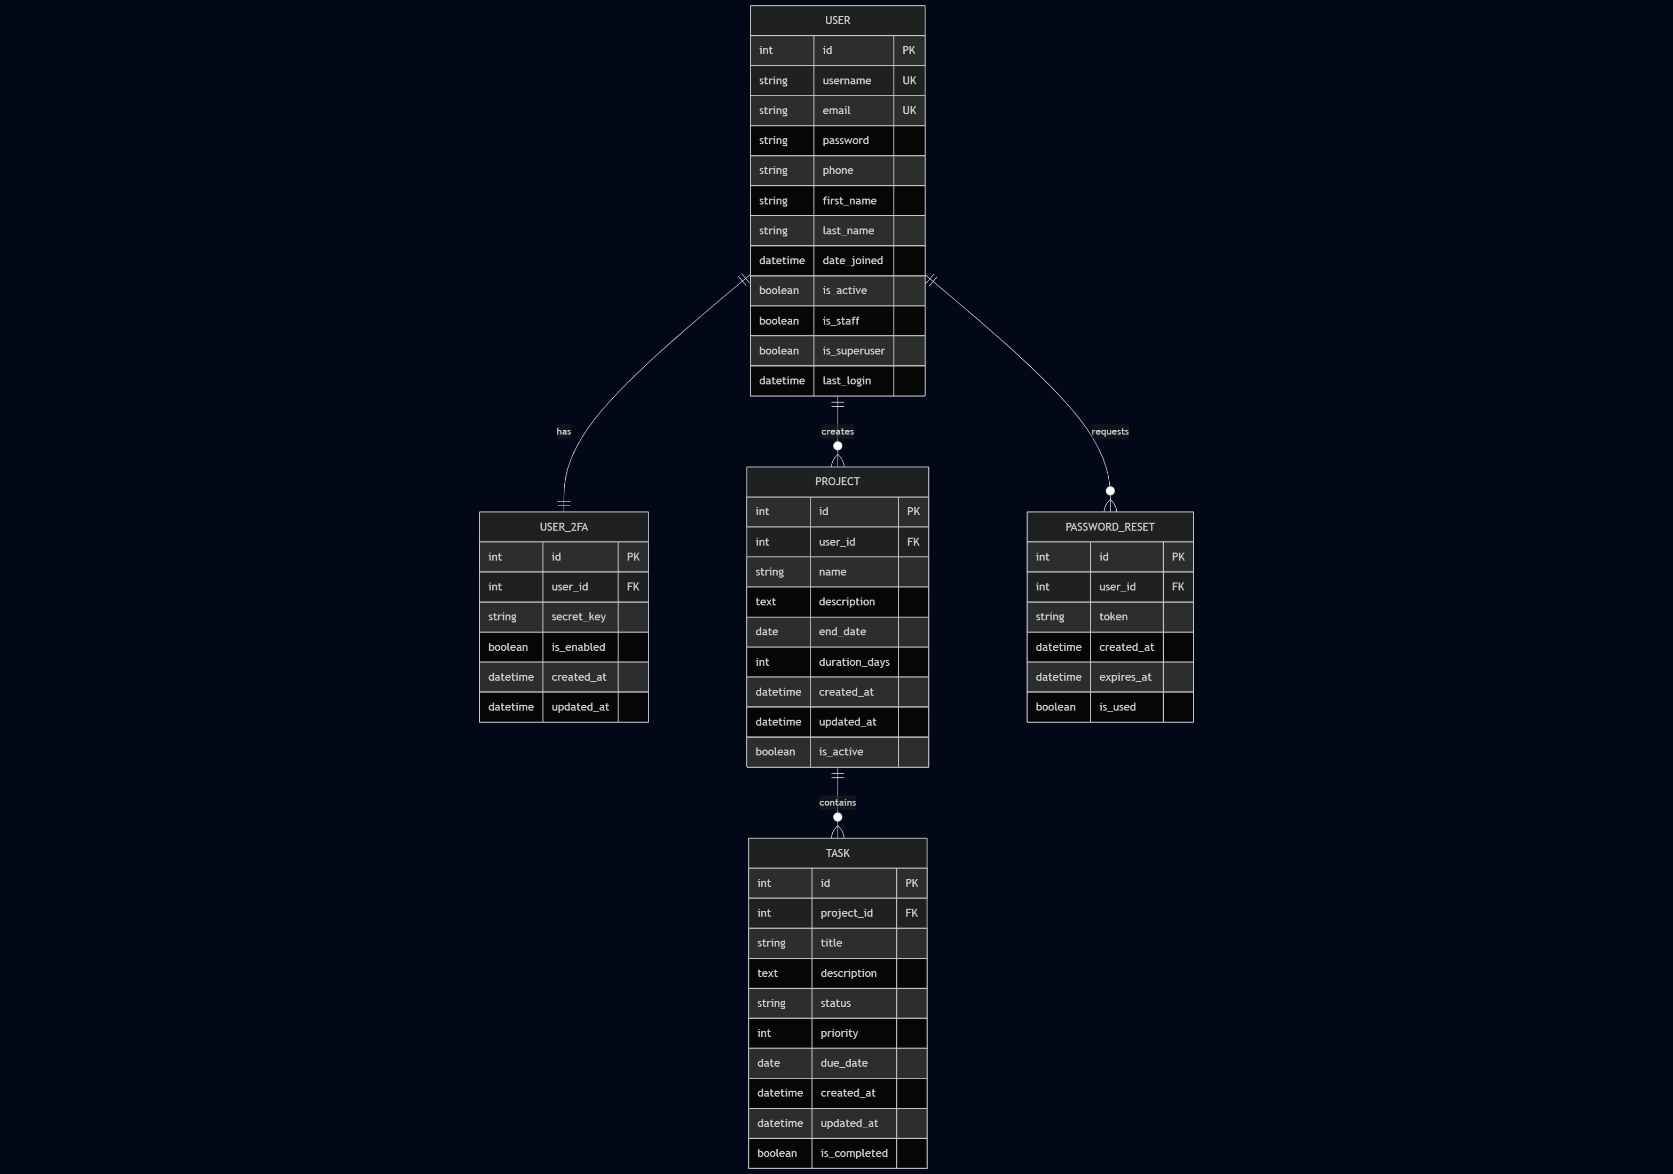 USER
int id PK
string username UK
string email UK
string password
string phone
string first_name
string last_name
datetime date_joined
boolean is_active
boolean is_staff
boolean is_superuser
datetime last_login
has
creates
requests
USER_2FA
int id PK
int user_id FK
string secret_key
boolean is_enabled
datetime created_at
datetime updated_at
PROJECT
int id PK
int user_id FK
string name
text description
date end_date
int duration_days
datetime created_at
datetime updated_at
boolean is_active
PASSWORD_RESET
int id PK
int user_id FK
string token
datetime created_at
datetime expires_at
boolean is_used
contains
TASK
int id PK
int project_id FK
string title
text description
string status
int priority
date due_date
datetime created_at
datetime updated_at
boolean is_completed